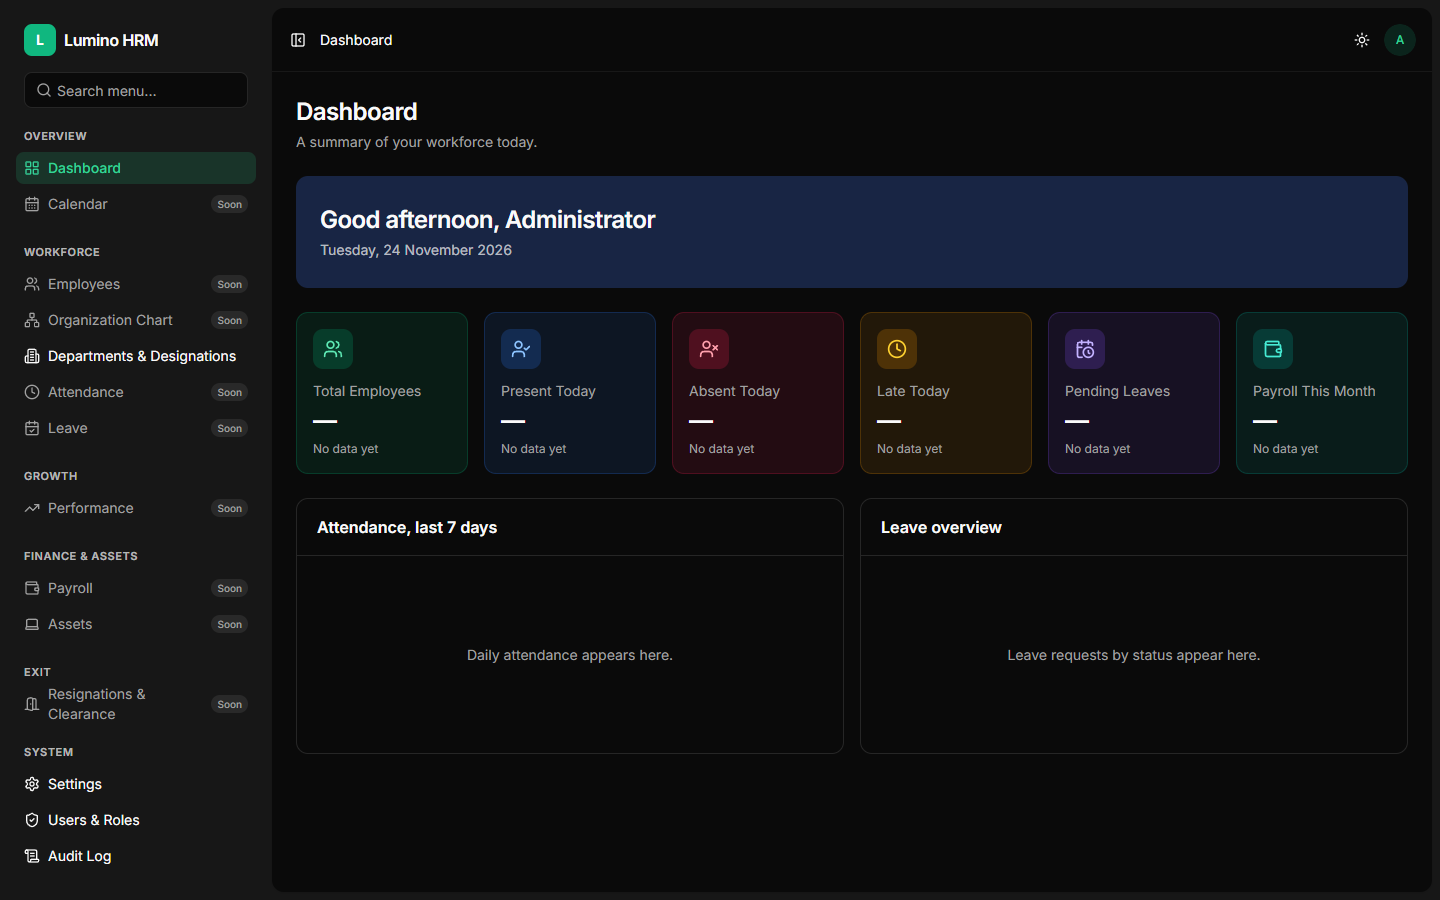 L
Lumino HRM
Search menu...
OVERVIEW
Dashboard
Calendar
Soon
WORKFORCE
Employees
Soon
Organization Chart
Soon
Departments & Designations
Attendance
Soon
Leave
Soon
GROWTH
Performance
Soon
FINANCE & ASSETS
Payroll
Soon
Assets
Soon
EXIT
Resignations &
Clearance
Soon
SYSTEM
Settings
Users & Roles
Audit Log
Dashboard
A
Dashboard
A summary of your workforce today.
Good afternoon, Administrator
Tuesday, 24 November 2026
Total Employees
—
No data yet
Present Today
—
No data yet
Absent Today
—
No data yet
Late Today
—
No data yet
Pending Leaves
—
No data yet
Payroll This Month
—
No data yet
Attendance, last 7 days
Daily attendance appears here.
Leave overview
Leave requests by status appear here.